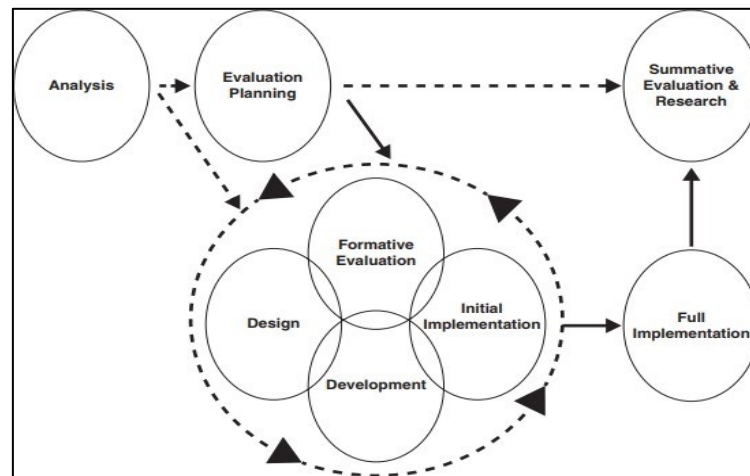 Analysis
Evaluation
Planning
Summative
Evaluation &
Research
Formative
Evaluation
Design
Initial
Implementation
Development
Full
Implementation